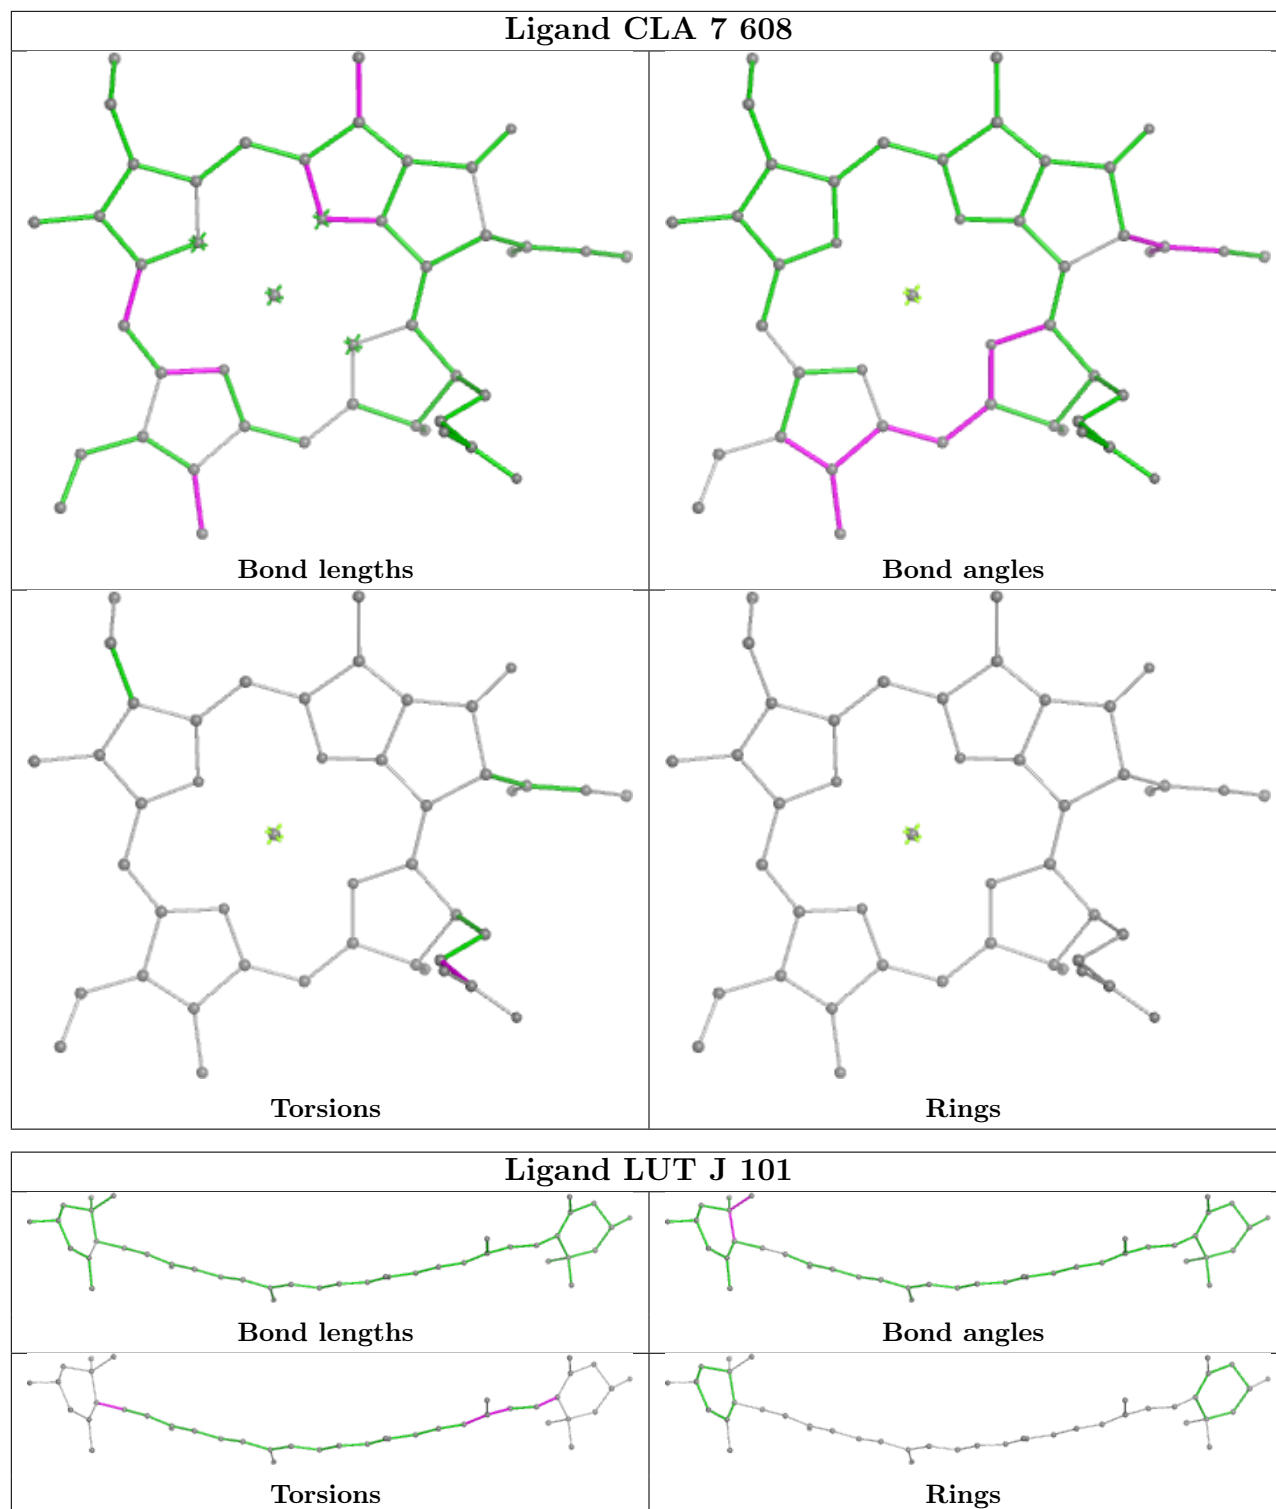 Ligand CLA 7 608
Bond lengths
Bond angles
Torsions
Rings
Ligand LUT J 101
Bond lengths
Bond angles
Torsions
Rings